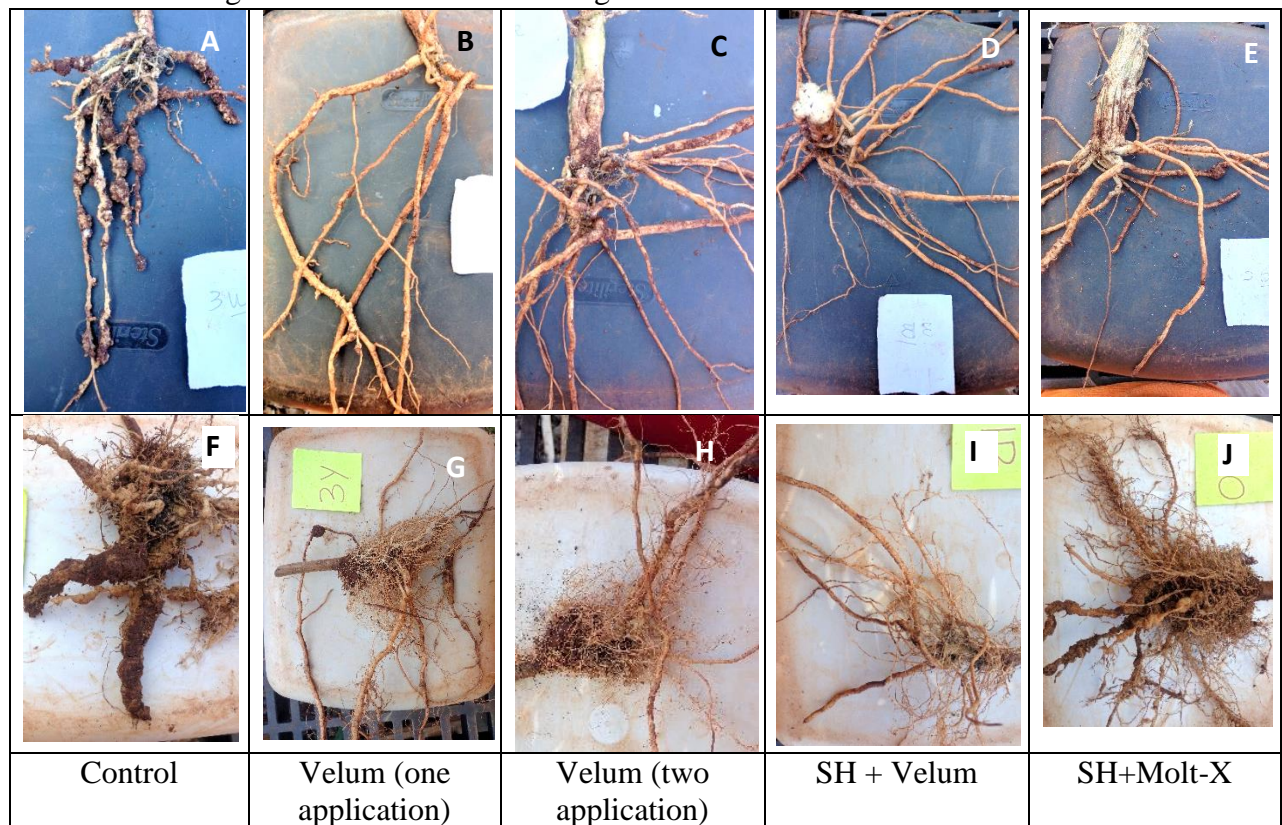 A
B
C
D
E
3W
F
G
H
I
J
3Y
O
Control
Velum (one
application)
Velum (two
application)
SH + Velum
SH+Molt-X